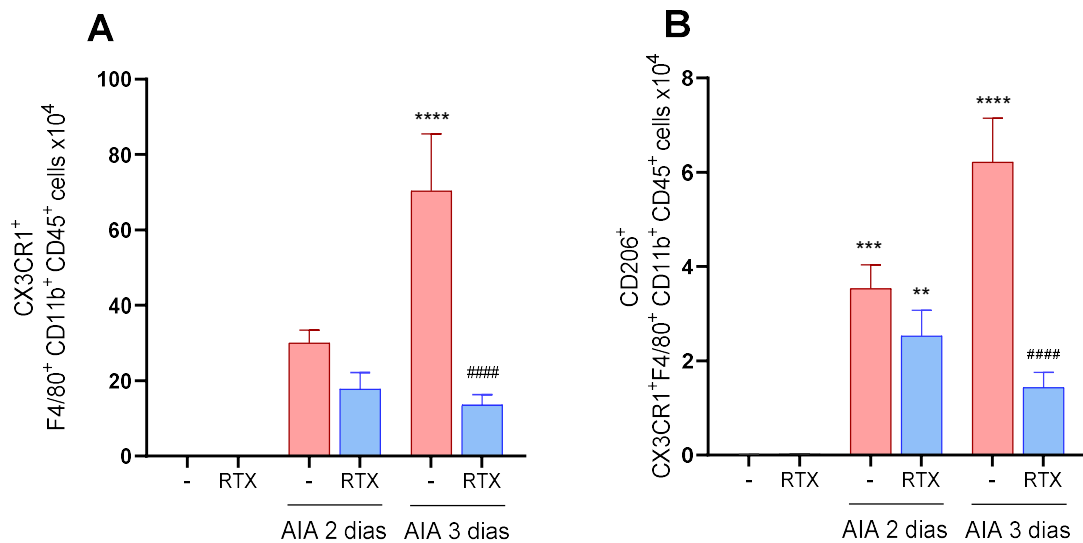 A
CX3CR1⁺
F4/80⁺ CD11b⁺ CD45⁺ cells x10⁴
100
80
60
40
20
0
****
####
- RTX - RTX - RTX
AIA 2 dias AIA 3 dias
B
CD206⁺
CX3CR1⁺F4/80⁺ CD11b⁺ CD45⁺ cells x10⁴
8
6
4
2
0
***
**
****
####
- RTX - RTX - RTX
AIA 2 dias AIA 3 dias